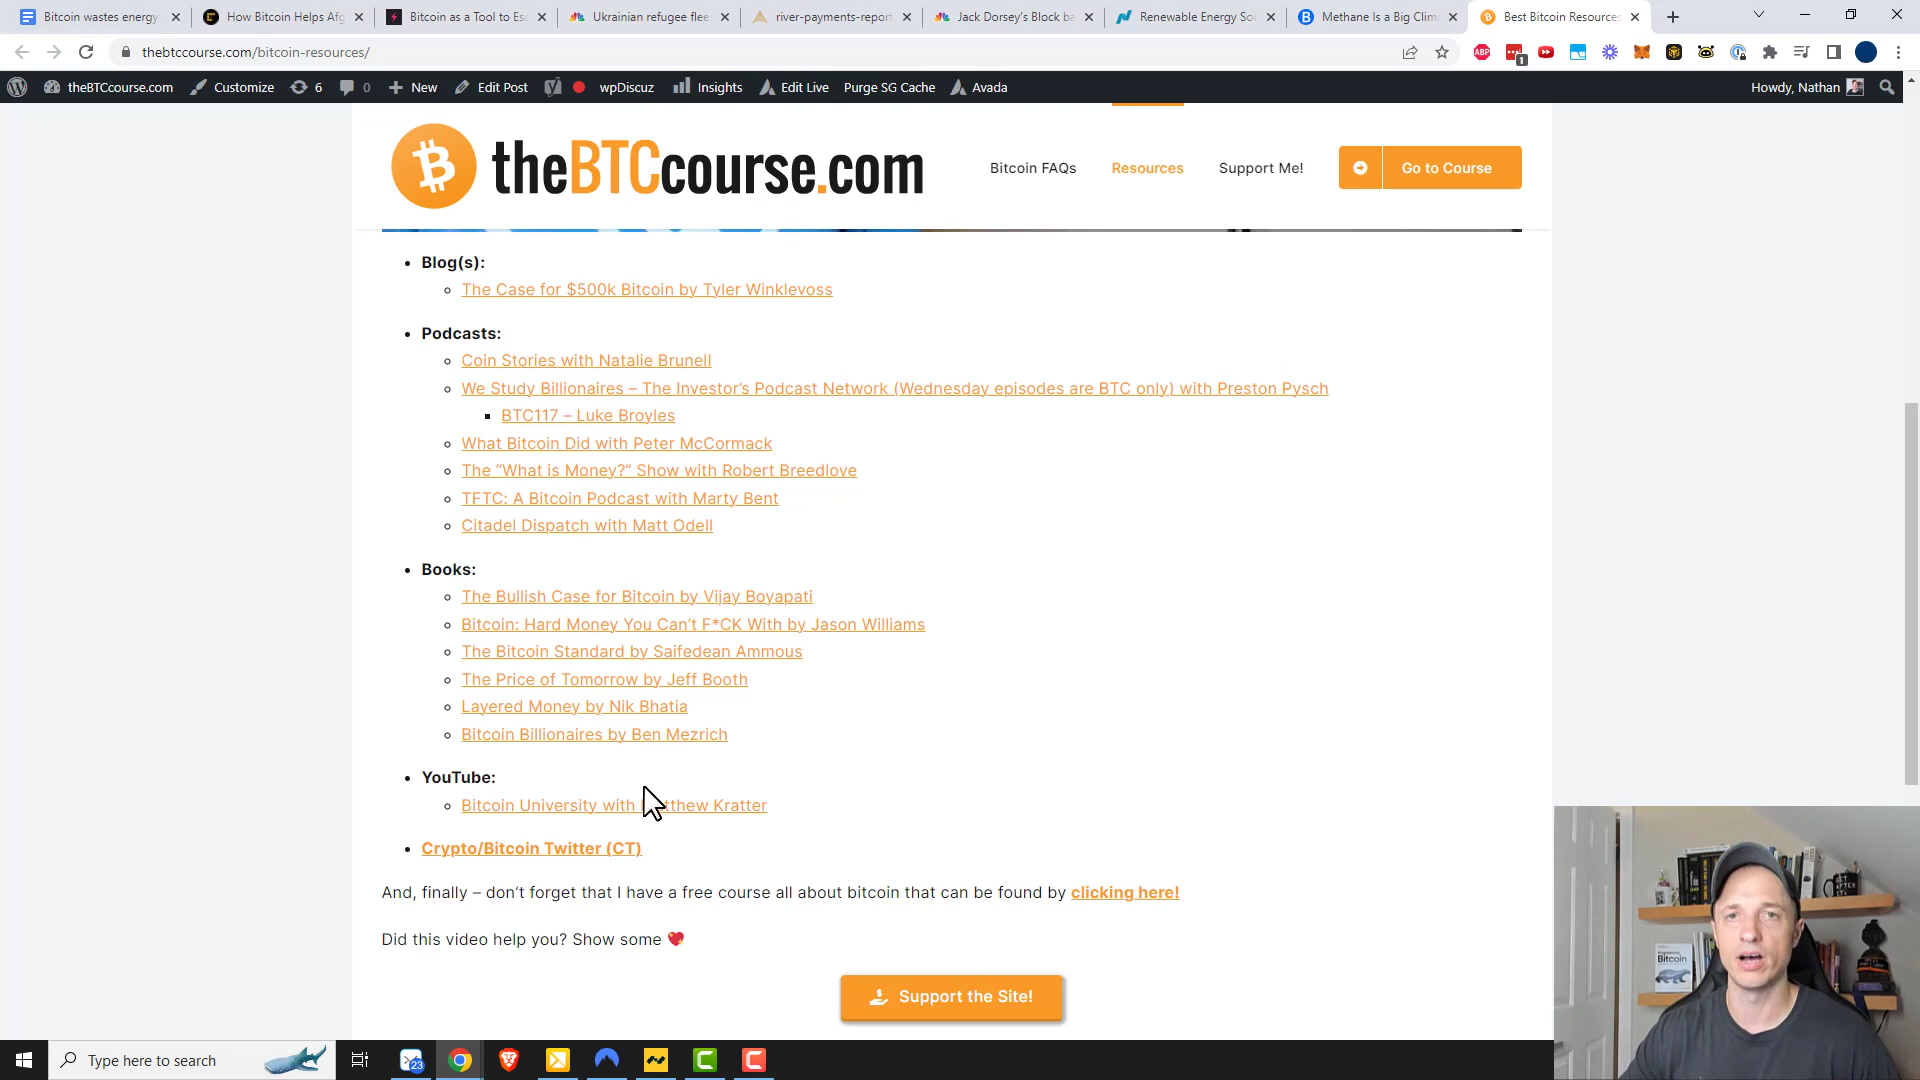 Bitcoin wastes energy
How Bitcoin Helps Afg
Bitcoin as a Tool to Esc
Ukrainian refugee flee
river-payments-report
Jack Dorsey's Block ba
Renewable Energy Sou
Methane Is a Big Clima
Best Bitcoin Resources
thebtccourse.com/bitcoin-resources/
ABP
1
theBTCcourse.com
Customize
6
0
New
Edit Post
wpDiscuz
Insights
Edit Live
Purge SG Cache
Avada
Howdy, Nathan
theBTCcourse.com
Bitcoin FAQs
Resources
Support Me!
Go to Course
Blog(s):
The Case for $500k Bitcoin by Tyler Winklevoss
Podcasts:
Coin Stories with Natalie Brunell
We Study Billionaires – The Investor's Podcast Network (Wednesday episodes are BTC only) with Preston Pysch
BTC117 – Luke Broyles
What Bitcoin Did with Peter McCormack
The “What is Money?“ Show with Robert Breedlove
TFTC: A Bitcoin Podcast with Marty Bent
Citadel Dispatch with Matt Odell
Books:
The Bullish Case for Bitcoin by Vijay Boyapati
Bitcoin: Hard Money You Can't F*CK With by Jason Williams
The Bitcoin Standard by Saifedean Ammous
The Price of Tomorrow by Jeff Booth
Layered Money by Nik Bhatia
Bitcoin Billionaires by Ben Mezrich
YouTube:
Bitcoin University with Matthew Kratter
Crypto/Bitcoin Twitter (CT)
And, finally – don't forget that I have a free course all about bitcoin that can be found by clicking here!
Did this video help you? Show some
Support the Site!
Bitcoin
Type here to search
23